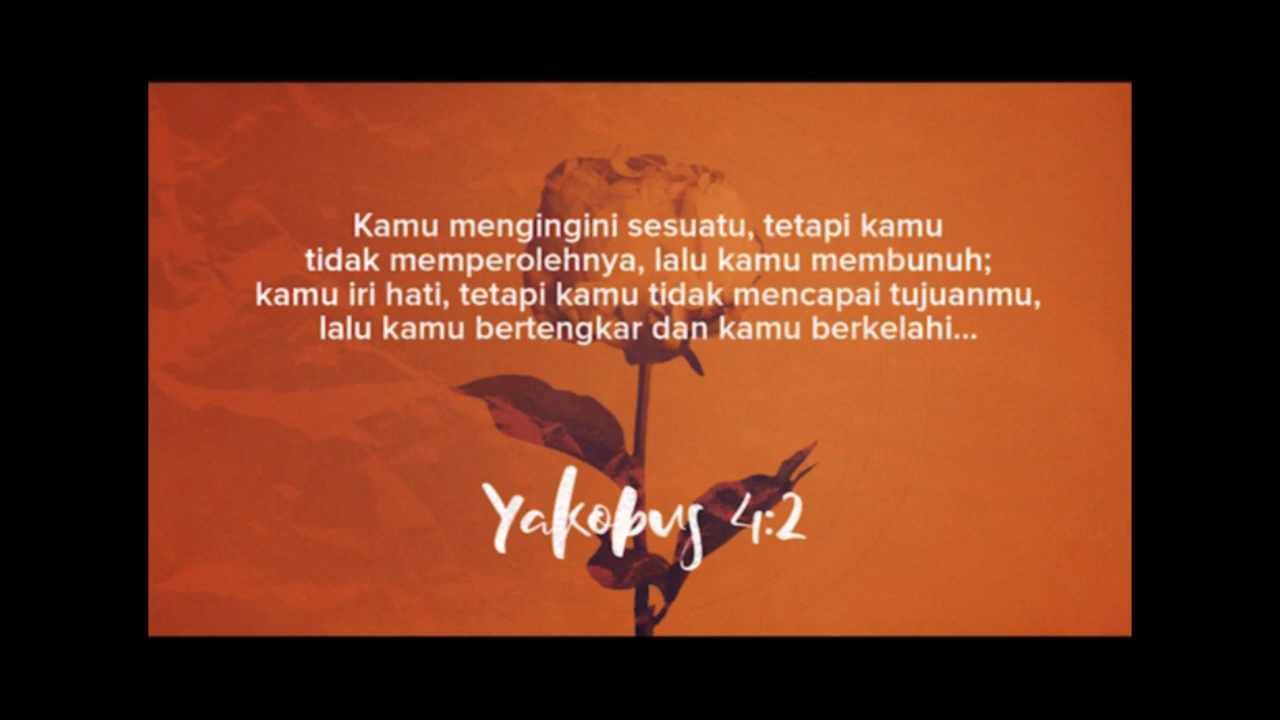 Kamu mengingini sesuatu, tetapi kamu
tidak memperolehnya, lalu kamu membunuh;
kamu iri hati, tetapi kamu tidak mencapai tujuanmu,
lalu kamu bertengkar dan kamu berkelahi...
Yakobus 4:2